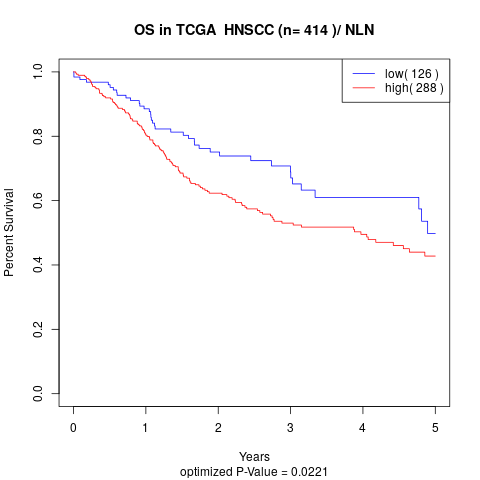 OS in TCGA  HNSCC (n= 414 )/ NLN
low( 126 )
high( 288 )
Percent Survival
1.0
0.8
0.6
0.4
0.2
0.0
0 1 2 3 4 5
Years
optimized P-Value = 0.0221